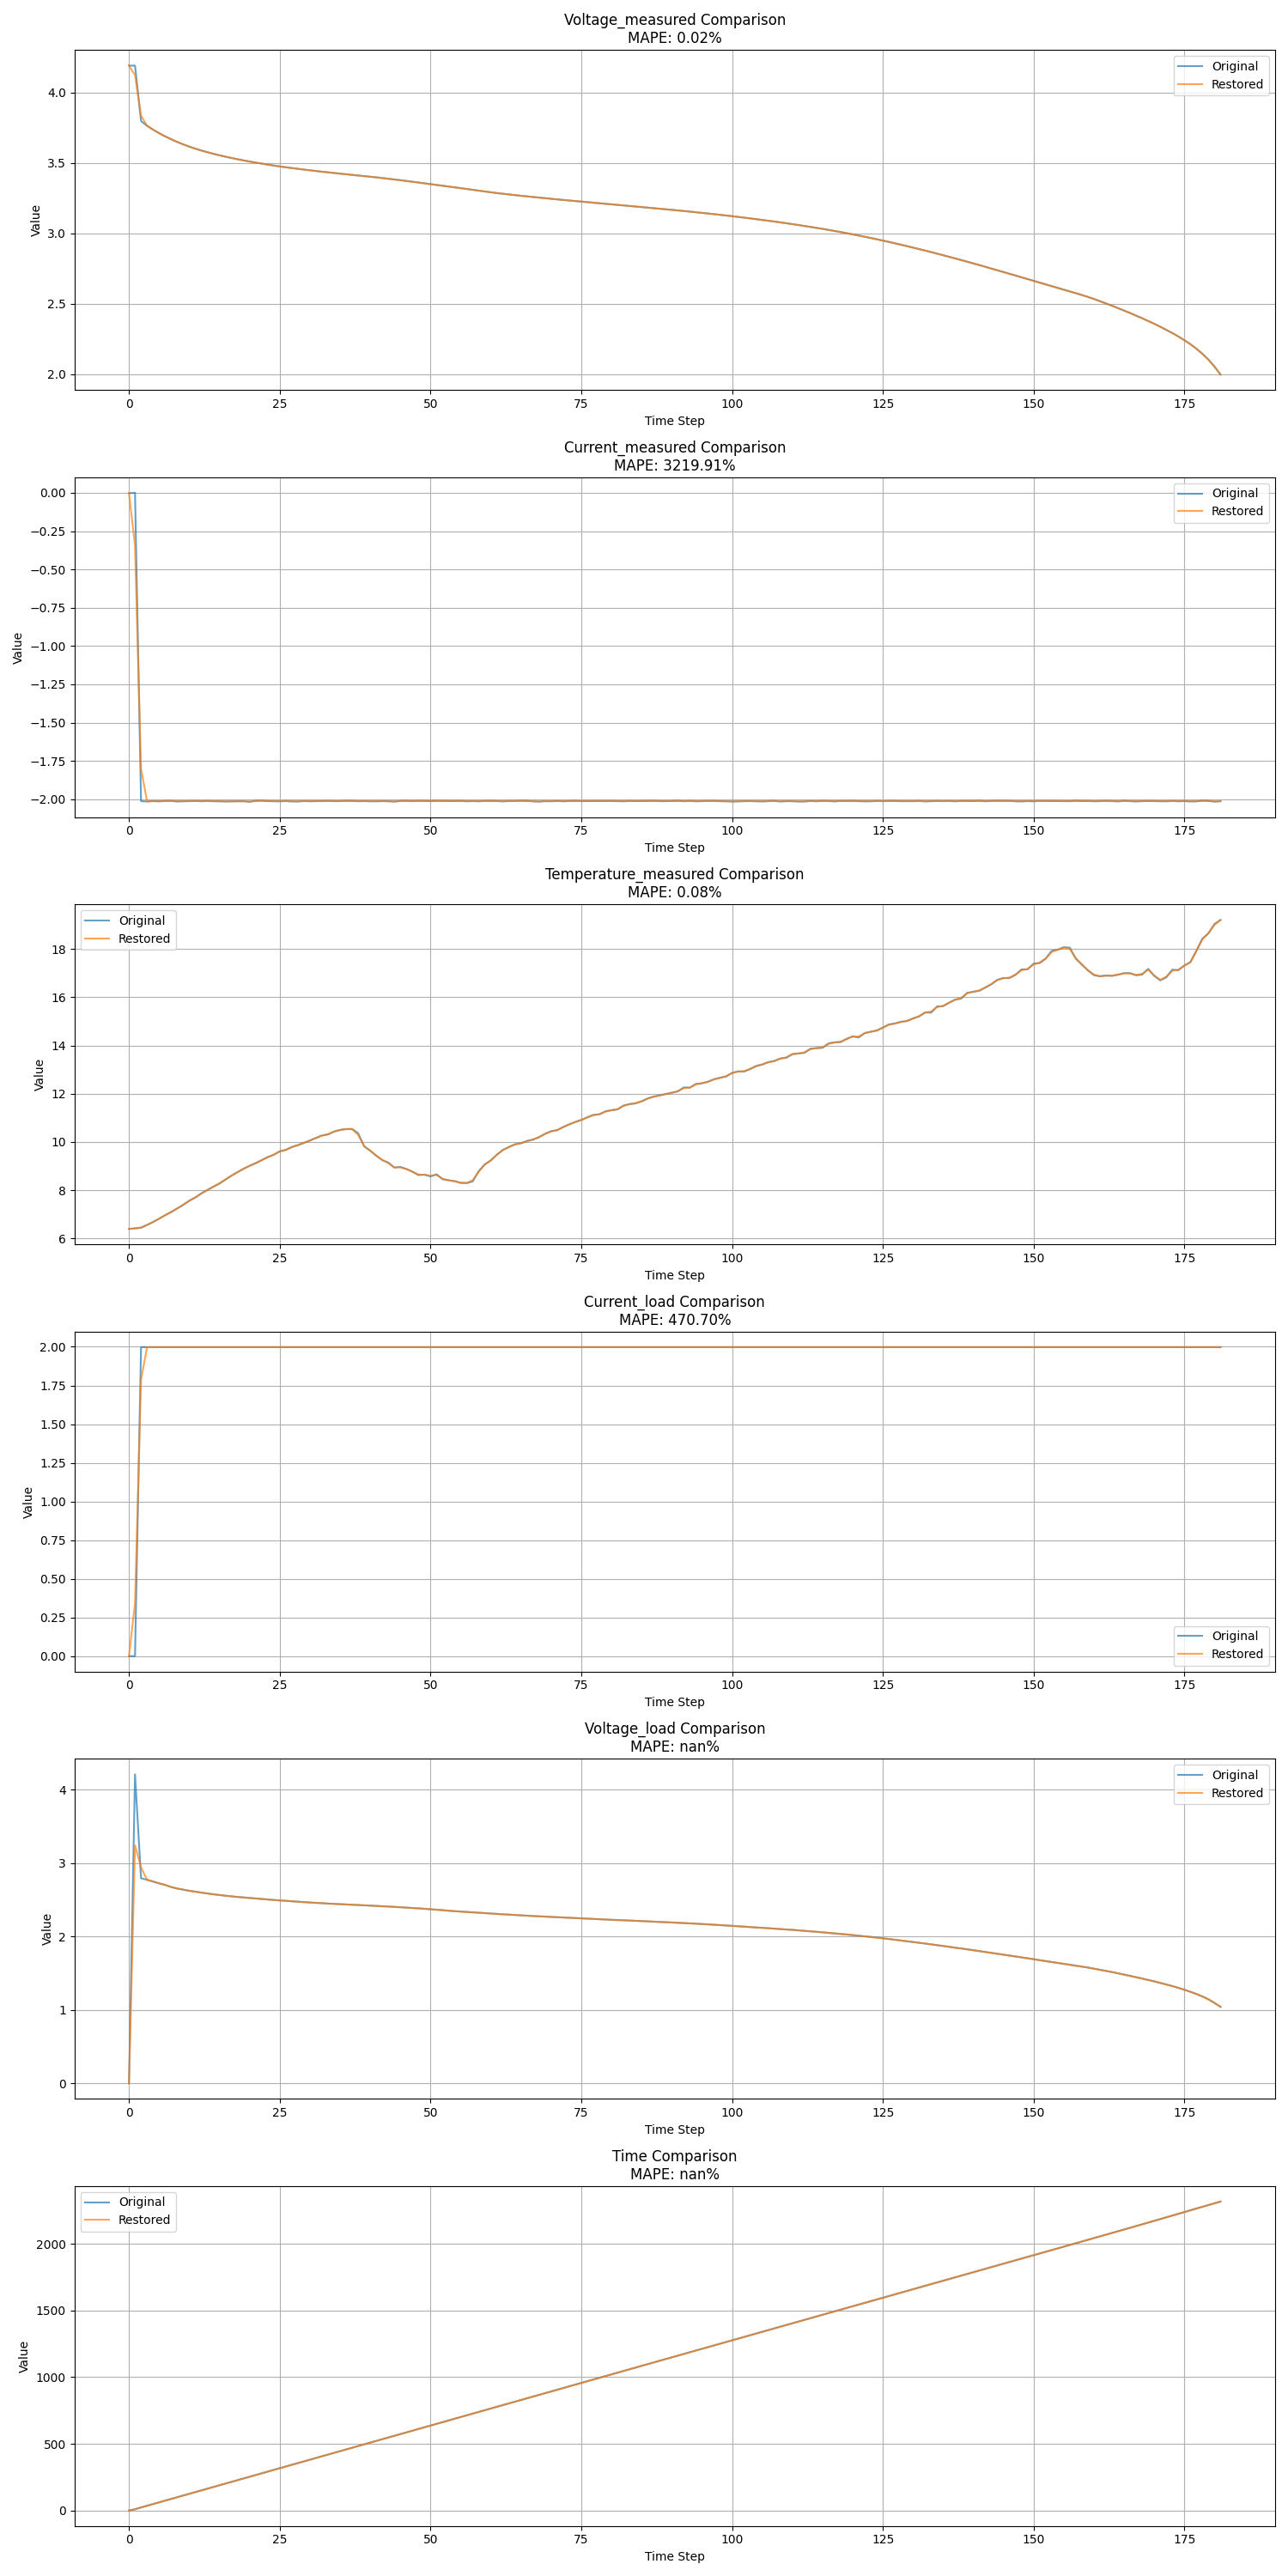 Voltage_measured Comparison
MAPE: 0.02%
Original
Restored
4.0
3.5
3.0
2.5
2.0
Value
0 25 50 75 100 125 150 175
Time Step
Current_measured Comparison
MAPE: 3219.91%
Original
Restored
0.00
−0.25
−0.50
−0.75
−1.00
−1.25
−1.50
−1.75
−2.00
Value
0 25 50 75 100 125 150 175
Time Step
Temperature_measured Comparison
MAPE: 0.08%
Original
Restored
18
16
14
12
10
8
6
Value
0 25 50 75 100 125 150 175
Time Step
Current_load Comparison
MAPE: 470.70%
2.00
1.75
1.50
1.25
1.00
0.75
0.50
0.25
0.00
Value
Original
Restored
0 25 50 75 100 125 150 175
Time Step
Voltage_load Comparison
MAPE: nan%
Original
Restored
4
3
2
1
0
Value
0 25 50 75 100 125 150 175
Time Step
Time Comparison
MAPE: nan%
Original
Restored
2000
1500
1000
500
0
Value
0 25 50 75 100 125 150 175
Time Step